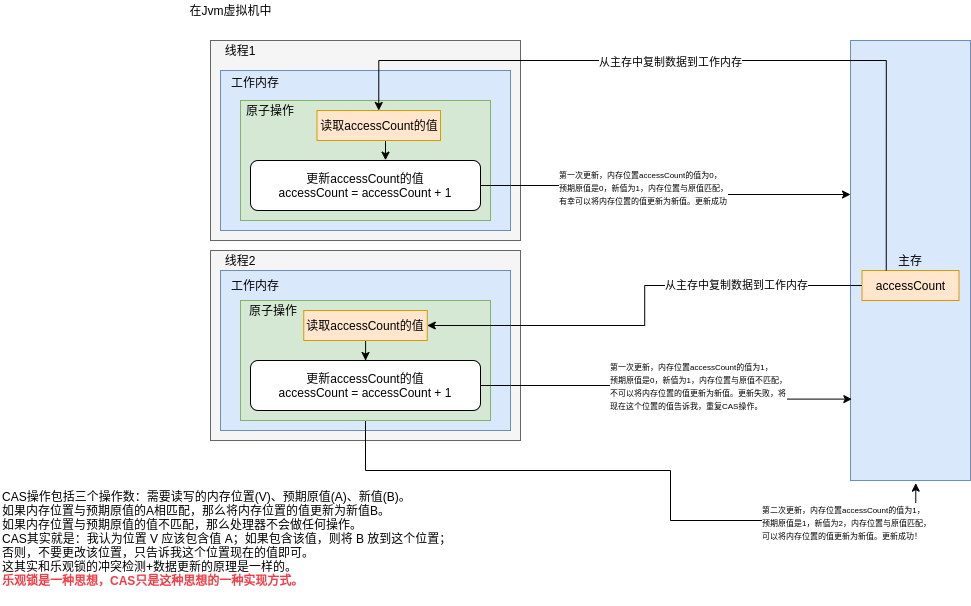 在Jvm虚拟机中
线程1
从主存中复制数据到工作内存
工作内存
原子操作
读取accessCount的值
更新accessCount的值
accessCount = accessCount + 1
第一次更新，内存位置accessCount的值为0，
预期原值是0，新值为1，内存位置与原值匹配，
有幸可以将内存位置的值更新为新值。更新成功
线程2
主存
accessCount
工作内存
从主存中复制数据到工作内存
原子操作
读取accessCount的值
更新accessCount的值
accessCount = accessCount + 1
第一次更新，内存位置accessCount的值为1，
预期原值是0，新值为1，内存位置与原值不匹配，
不可以将内存位置的值更新为新值。更新失败，将
现在这个位置的值告诉我，重复CAS操作。
第二次更新，内存位置accessCount的值为1，
预期原值是1，新值为2，内存位置与原值匹配，
可以将内存位置的值更新为新值。更新成功！
CAS操作包括三个操作数：需要读写的内存位置(V)、预期原值(A)、新值(B)。
如果内存位置与预期原值的A相匹配，那么将内存位置的值更新为新值B。
如果内存位置与预期原值的值不匹配，那么处理器不会做任何操作。
CAS其实就是：我认为位置 V 应该包含值 A；如果包含该值，则将 B 放到这个位置；
否则，不要更改该位置，只告诉我这个位置现在的值即可。
这其实和乐观锁的冲突检测+数据更新的原理是一样的。
乐观锁是一种思想，CAS只是这种思想的一种实现方式。